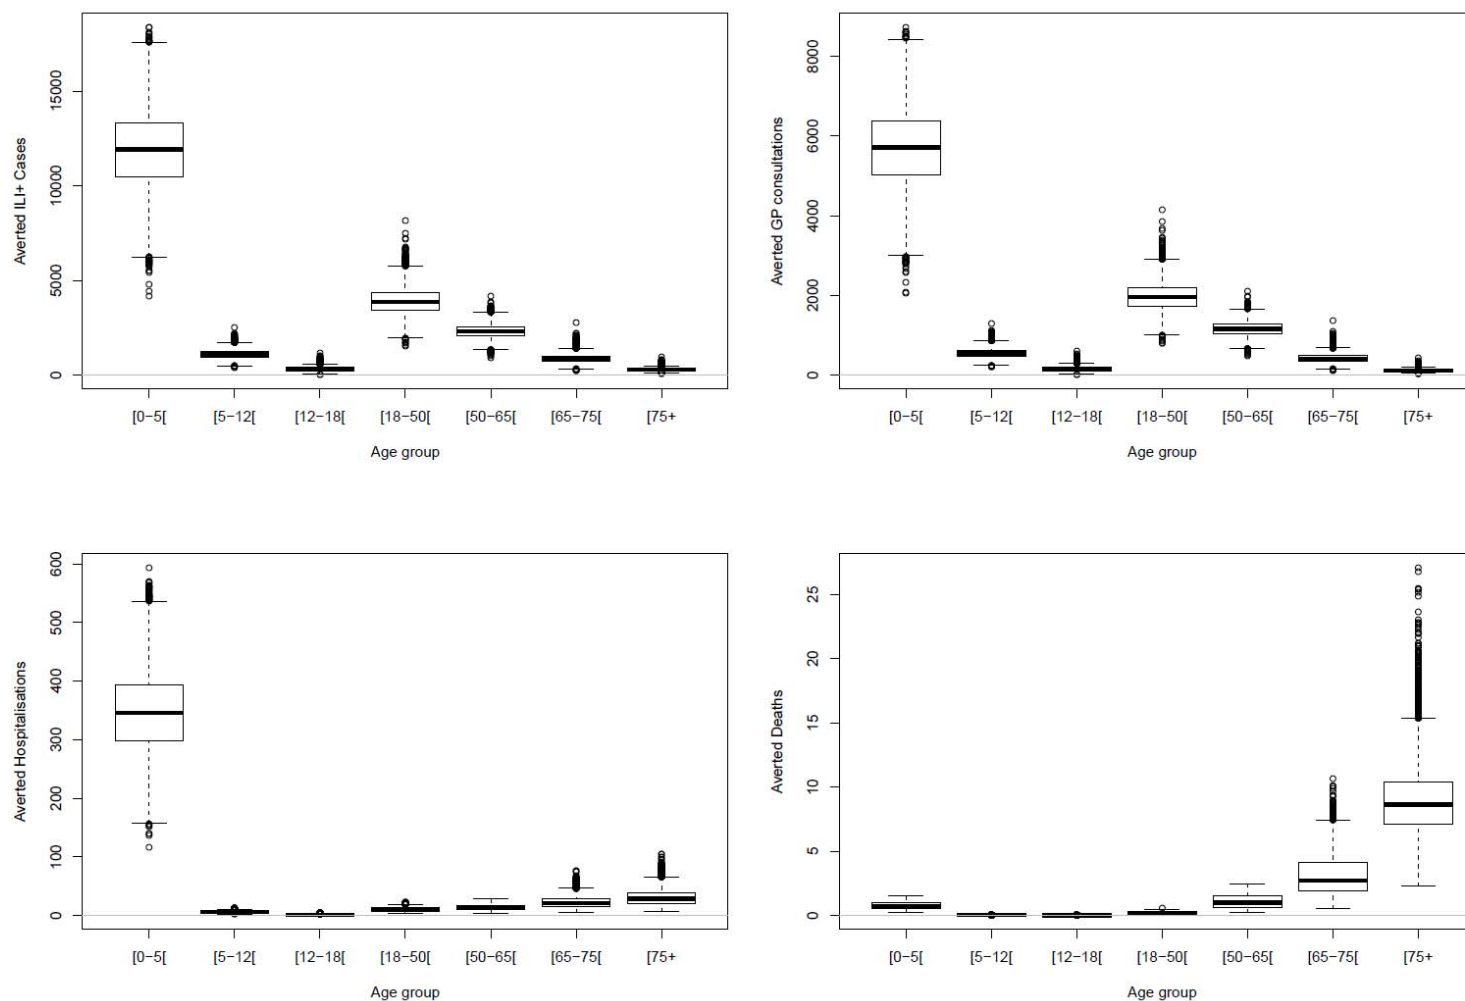 Averted ILI+ Cases
15000
10000
5000
0
[0−5[ [5−12[ [12−18[ [18−50[ [50−65[ [65−75[ [75+
Age group
Averted GP consultations
8000
6000
4000
2000
0
[0−5[ [5−12[ [12−18[ [18−50[ [50−65[ [65−75[ [75+
Age group
Averted Hospitalisations
600
500
400
300
200
100
0
[0−5[ [5−12[ [12−18[ [18−50[ [50−65[ [65−75[ [75+
Age group
Averted Deaths
25
20
15
10
5
0
[0−5[ [5−12[ [12−18[ [18−50[ [50−65[ [65−75[ [75+
Age group